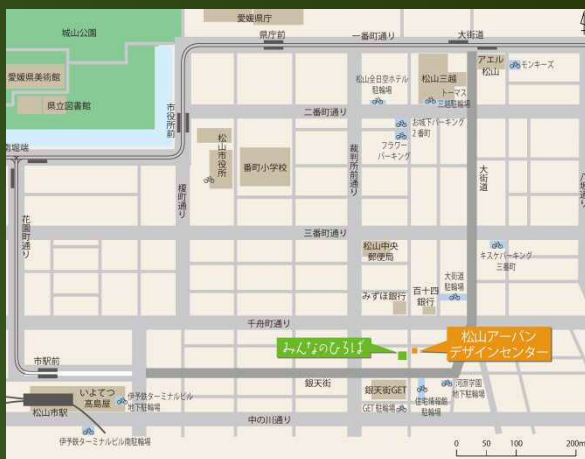 愛媛県庁
城山公園
県庁前
一番町通り
大街道
愛媛県美術館
県立図書館
市役所前
松山全日空ホテル
駐輪場
松山三越
トーマス
三越駐輪場
アエル
松山
モンキーズ
二番町通り
お城下パーキング
2番町
フラワー
パーキング
松山市役所
番町小学校
裁判所前通り
大街道
南堀端
花園町通り
榎町通り
三番町通り
松山中央
郵便局
キスケパーキング
三番町
大街道
駐輪場
みずほ銀行
百十四
銀行
千舟町通り
みんなのひろば
松山アーバン
デザインセンター
市駅前
いよてつ
髙島屋
松山市駅
伊予鉄ターミナルビル
地下駐輪場
伊予鉄ターミナルビル南駐輪場
銀天街
銀天街GET
GET 駐輪場
住宅情報館
駐輪場
河原学園
地下駐輪場
中の川通り
0 50 100 200m